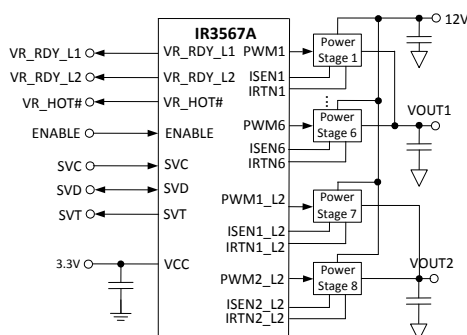 IR3567A
12V
VR_RDY_L1 VR_RDY_L1 PWM1 Power Stage 1
ISEN1
IRTN1
VR_RDY_L2 VR_RDY_L2
VR_HOT# VR_HOT#
VOUT1
PWM6 Power Stage 6
ENABLE ENABLE
ISEN6
IRTN6
SVC SVC
SVD SVD
PWM1_L2 Power Stage 7
SVT SVT
ISEN1_L2
IRTN1_L2
3.3V VCC
PWM2_L2 Power Stage 8
VOUT2
ISEN2_L2
IRTN2_L2